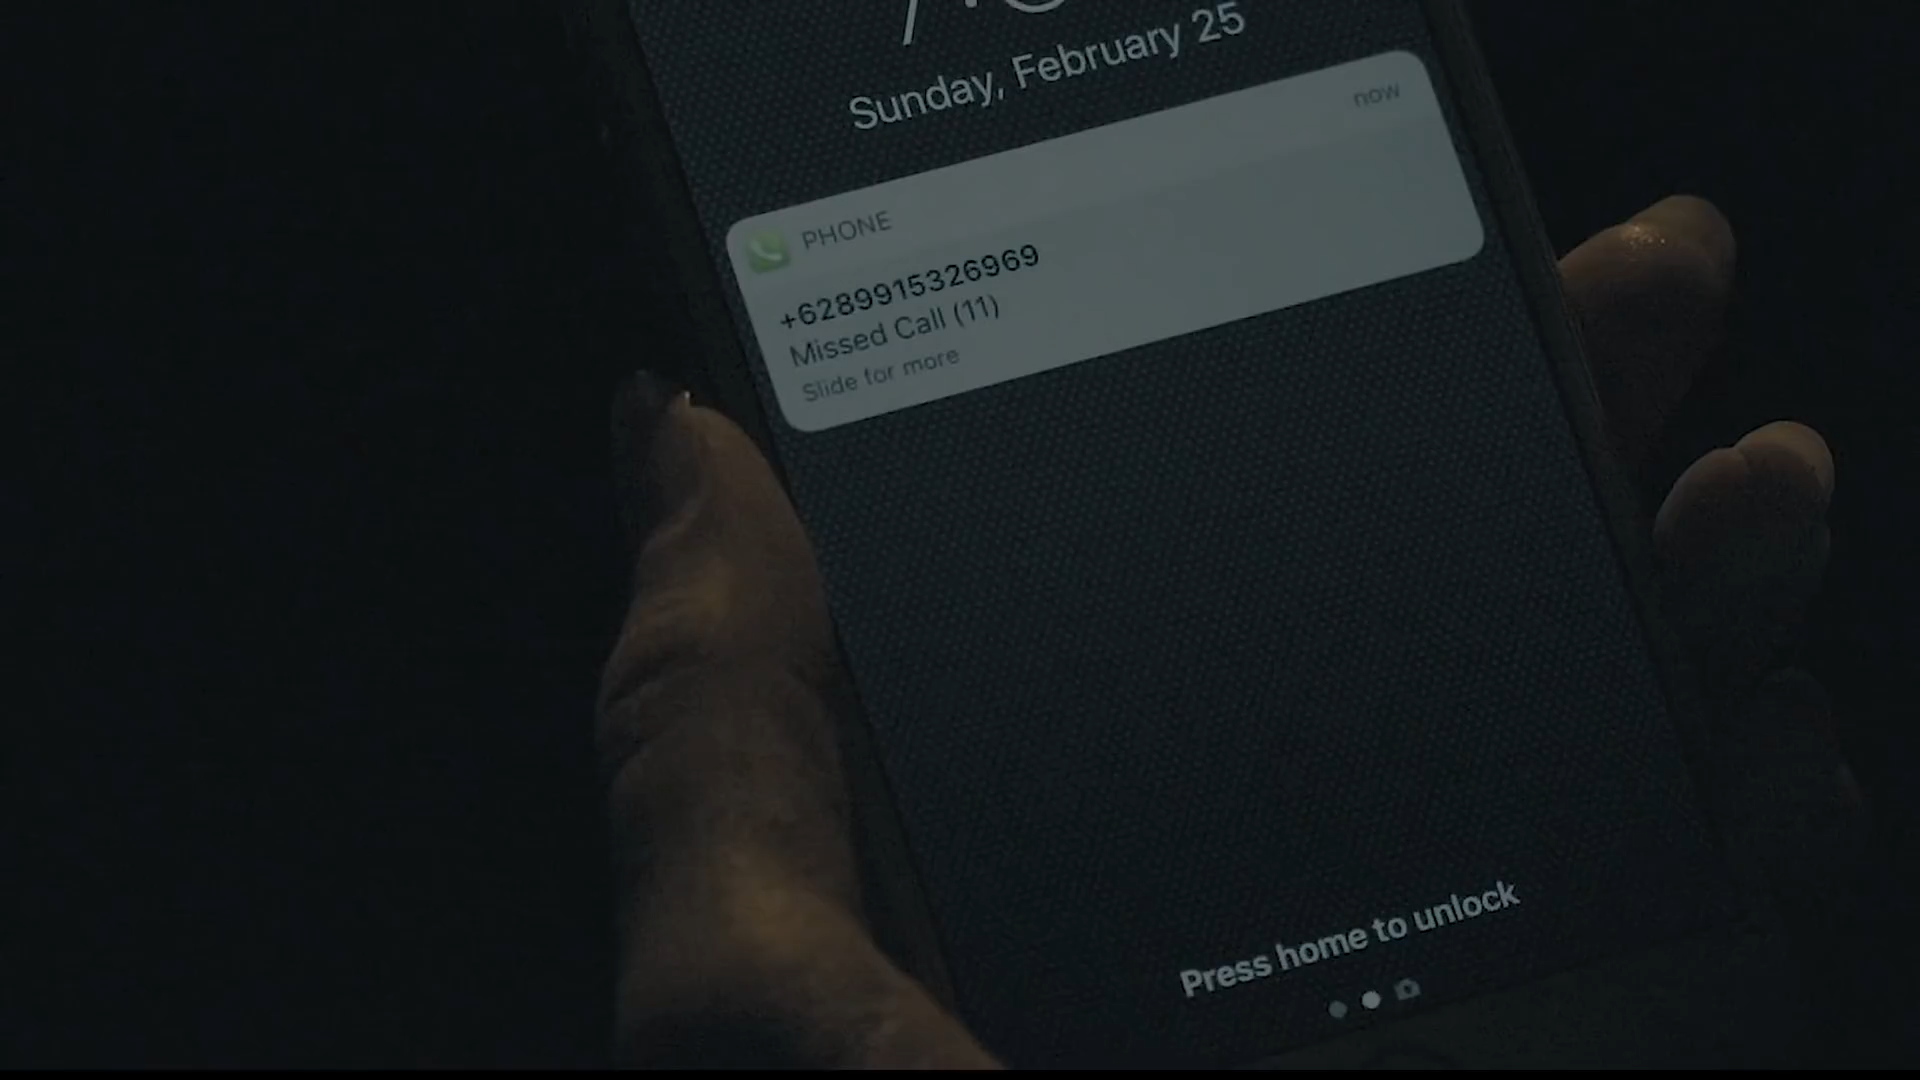 Sunday, February 25
now
PHONE
+6289915326969
Missed Call (11)
Slide for more
Press home to unlock